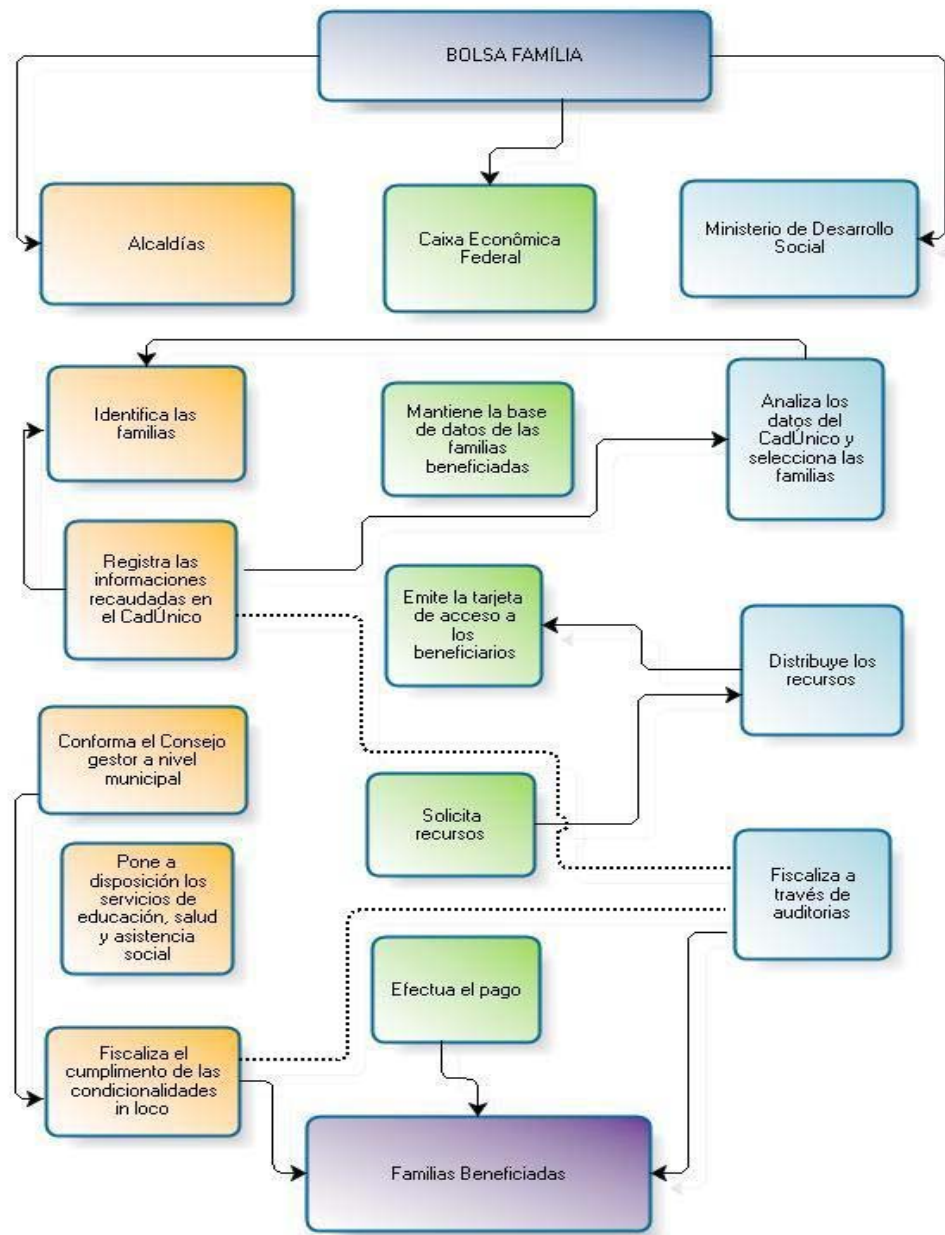 BOLSA FAMÍLIA
Alcaldías
Caixa Econômica
Federal
Ministerio de Desarrollo
Social
Identifica las
familias
Mantiene la base
de datos de las
familias
beneficiadas
Analiza los
datos del
CadÚnico y
selecciona las
familias
Registra las
informaciones
recaudadas en
el CadÚnico
Emite la tarjeta
de acceso a
los
beneficiarios
Distribuye los
recursos
Conforma el Consejo
gestor a nivel
municipal
Solicita
recursos
Pone a
disposición los
servicios de
educación, salud
y asistencia
social
Fiscaliza a
través de
auditorias
Efectua el pago
Fiscaliza el
cumplimento de las
condicionalidades
in loco
Familias Beneficiadas